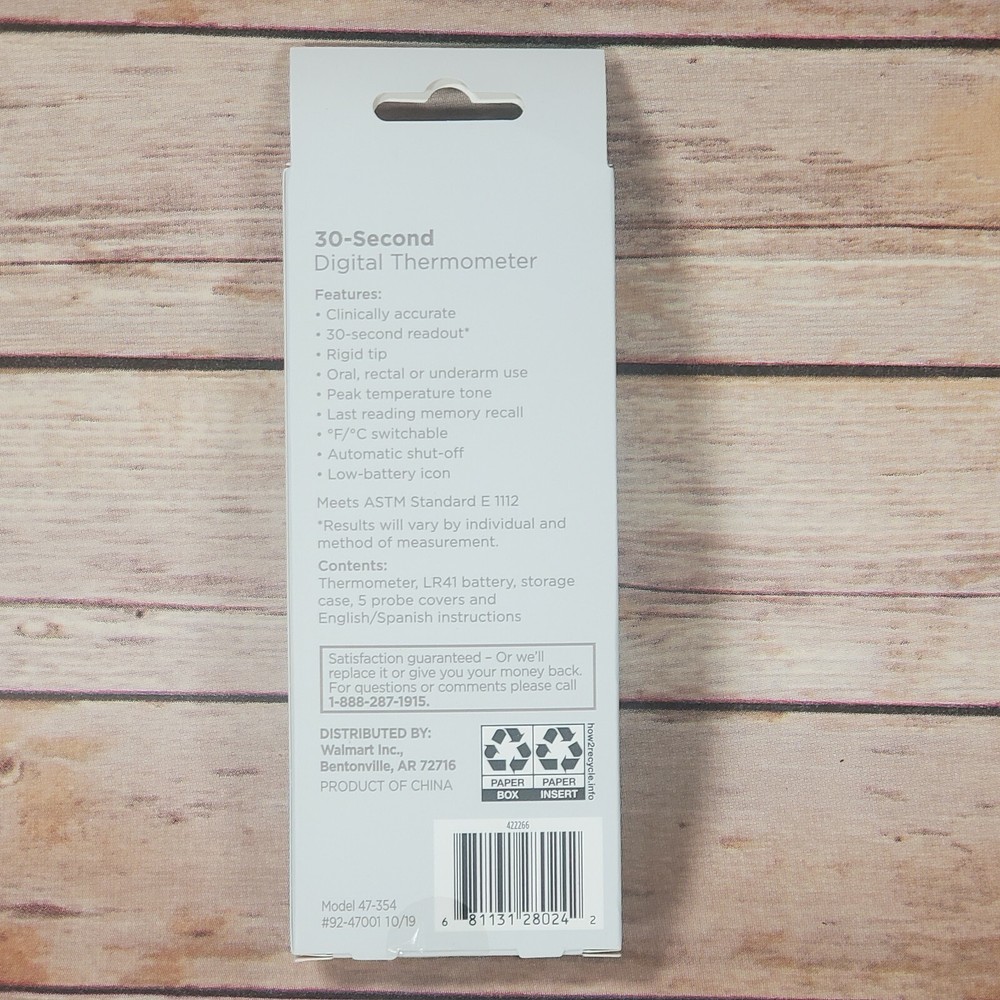 30-Second
Digital Thermometer
Features:
• Clinically accurate
• 30-second readout*
• Rigid tip
• Oral, rectal or underarm use
• Peak temperature tone
• Last reading memory recall
• °F/°C switchable
• Automatic shut-off
• Low-battery icon
Meets ASTM Standard E 1112
*Results will vary by individual and
method of measurement.
Contents:
Thermometer, LR41 battery, storage
case, 5 probe covers and
English/Spanish instructions
Satisfaction guaranteed – Or we'll
replace it or give you your money back.
For questions or comments please call
1-888-287-1915.
DISTRIBUTED BY:
Walmart Inc.,
Bentonville, AR 72716
PRODUCT OF CHINA
PAPER
BOX
PAPER
INSERT
how2recycle.info
422266
6 81131 28024 2
Model 47-354
#92-47001 10/19